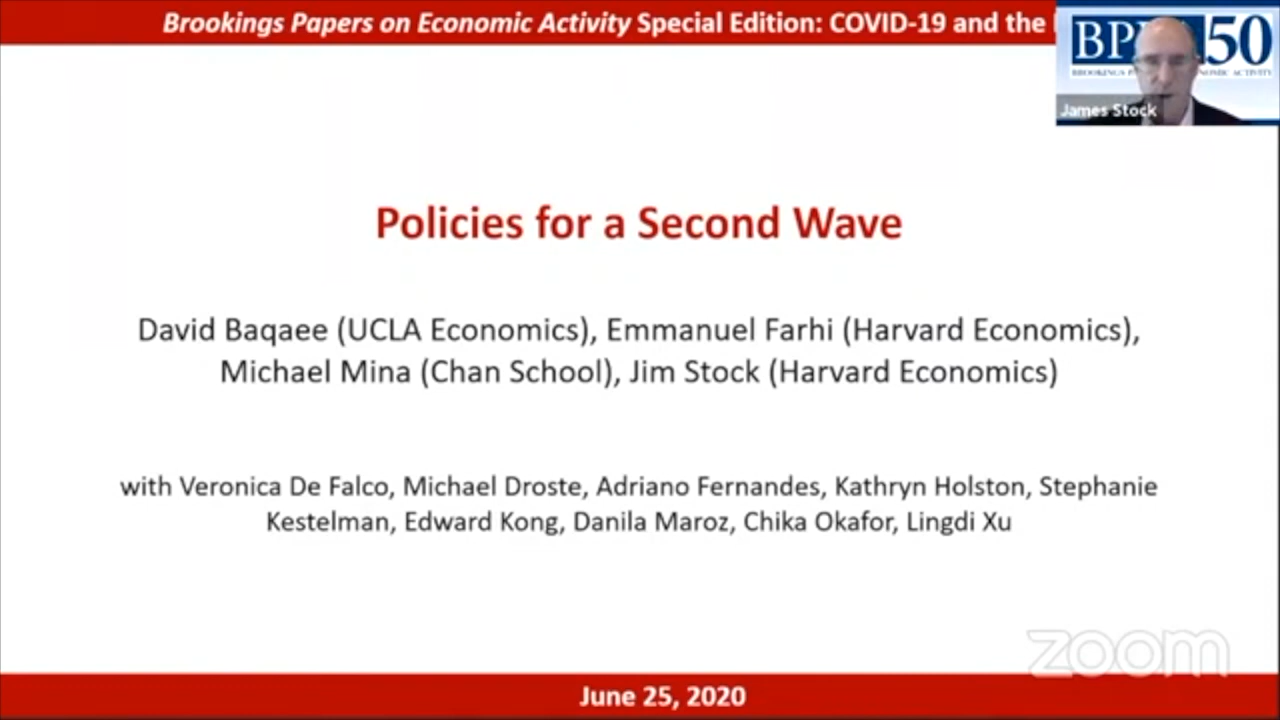 Brookings Papers on Economic Activity Special Edition: COVID-19 and the
BP 50
BROOKINGS
James Stock
Policies for a Second Wave
David Baqaee (UCLA Economics), Emmanuel Farhi (Harvard Economics),
Michael Mina (Chan School), Jim Stock (Harvard Economics)
with Veronica De Falco, Michael Droste, Adriano Fernandes, Kathryn Holston, Stephanie
Kestelman, Edward Kong, Danila Maroz, Chika Okafor, Lingdi Xu
zoom
June 25, 2020